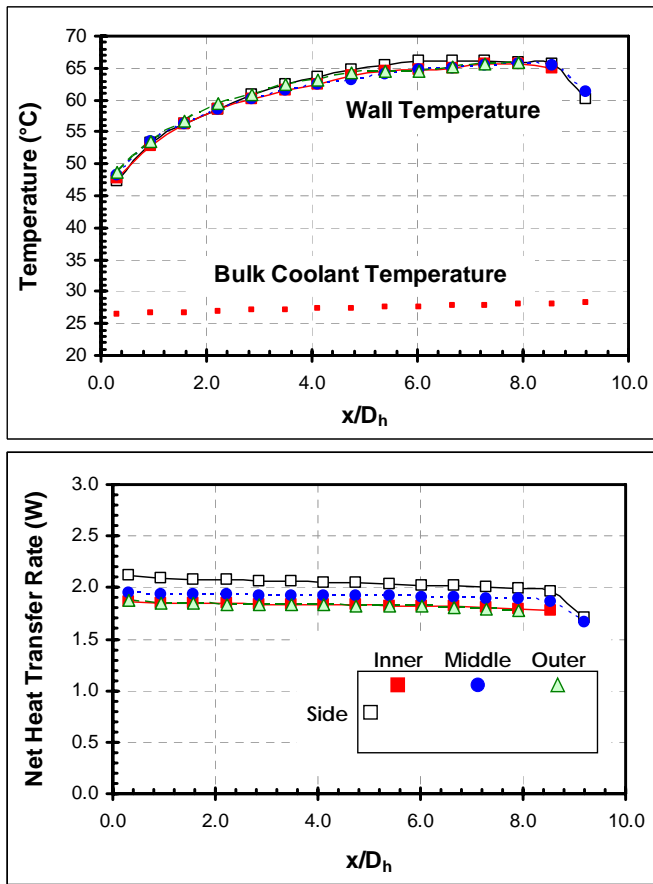 70
65
60
55
50
45
40
35
30
25
20
Temperature (°C)
Wall Temperature
Bulk Coolant Temperature
0.0 2.0 4.0 6.0 8.0 10.0
x/Dh
3.0
2.5
2.0
1.5
1.0
0.5
0.0
Net Heat Transfer Rate (W)
Inner Middle Outer
Side
0.0 2.0 4.0 6.0 8.0 10.0
x/Dh